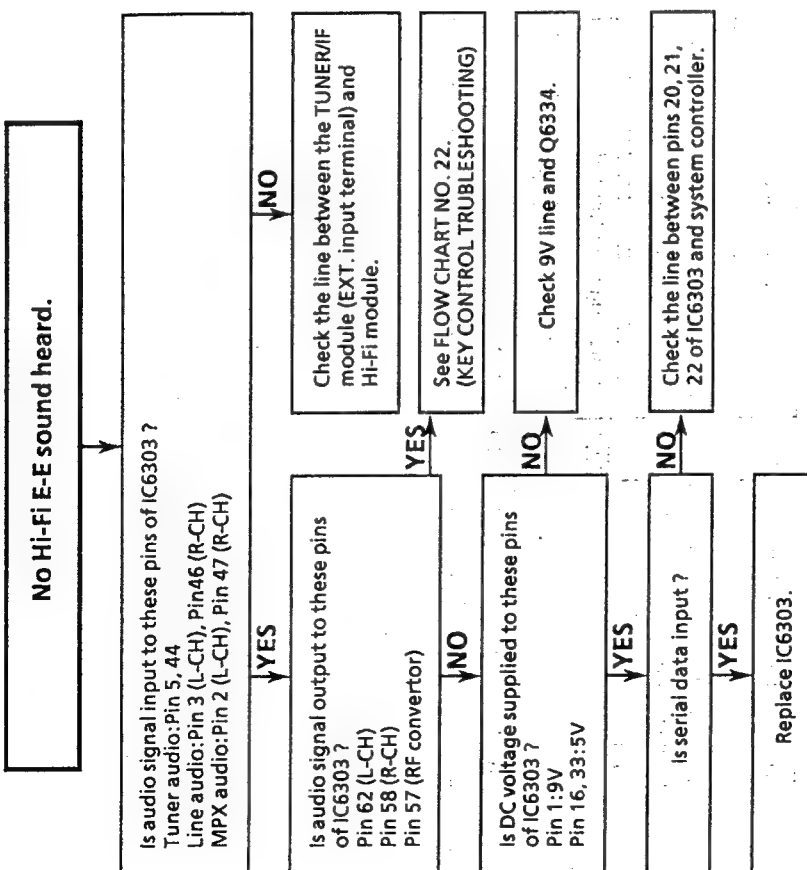 No Hi-Fi E-E sound heard.
Is audio signal input to these pins of IC6303 ?
Tuner audio:Pin 5, 44
Line audio:Pin 3 (L-CH), Pin46 (R-CH)
MPX audio:Pin 2 (L-CH), Pin 47 (R-CH)
NO
Check the line between the TUNER/IF
module (EXT. input terminal) and
Hi-Fi module.
YES
Is audio signal output to these pins
of IC6303 ?
Pin 62 (L-CH)
Pin 58 (R-CH)
Pin 57 (RF convertor)
YES
See FLOW CHART NO. 22.
(KEY CONTROL TRUBLESHOOTING)
NO
Is DC voltage supplied to these pins
of IC6303 ?
Pin 1:9V
Pin 16, 33:5V
NO
Check 9V line and Q6334.
YES
Is serial data input ?
NO
Check the line between pins 20, 21,
22 of IC6303 and system controller.
YES
Replace IC6303.